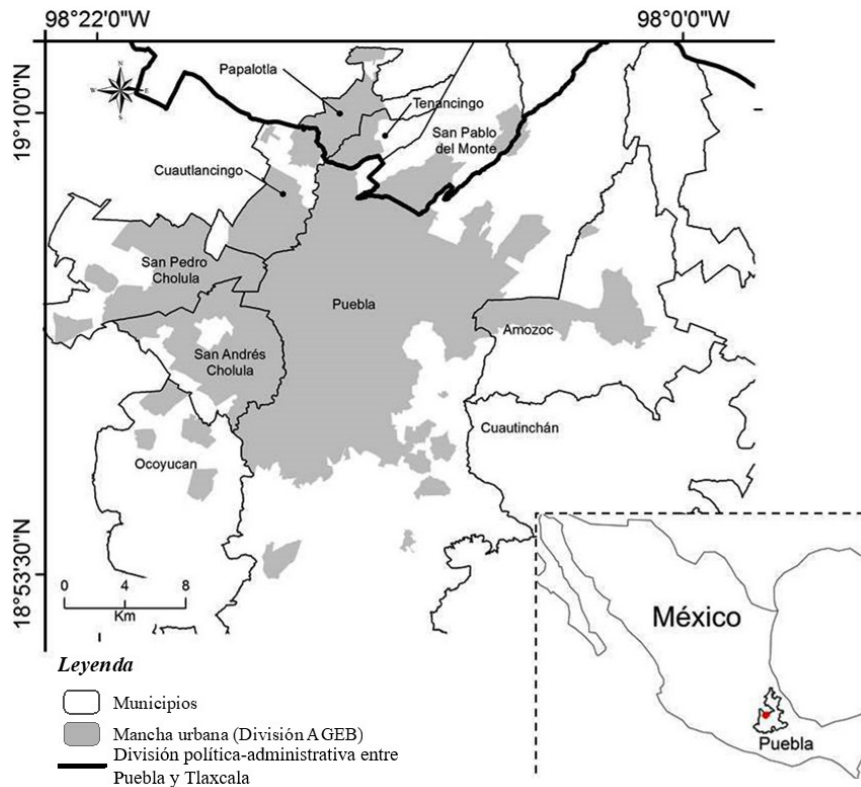 98°22'0"W
98°0'0"W
19°10'0"N
18°53'30"N
N
W
E
S
Papalotla
Tenancingo
San Pablo
del Monte
Cuautlancingo
San Pedro
Cholula
Puebla
Amozoc
San Andrés
Cholula
Cuautinchán
Ocoyucan
0 4 8
Km
México
Puebla
Leyenda
Municipios
Mancha urbana (División AGEB)
División política-administrativa entre
Puebla y Tlaxcala